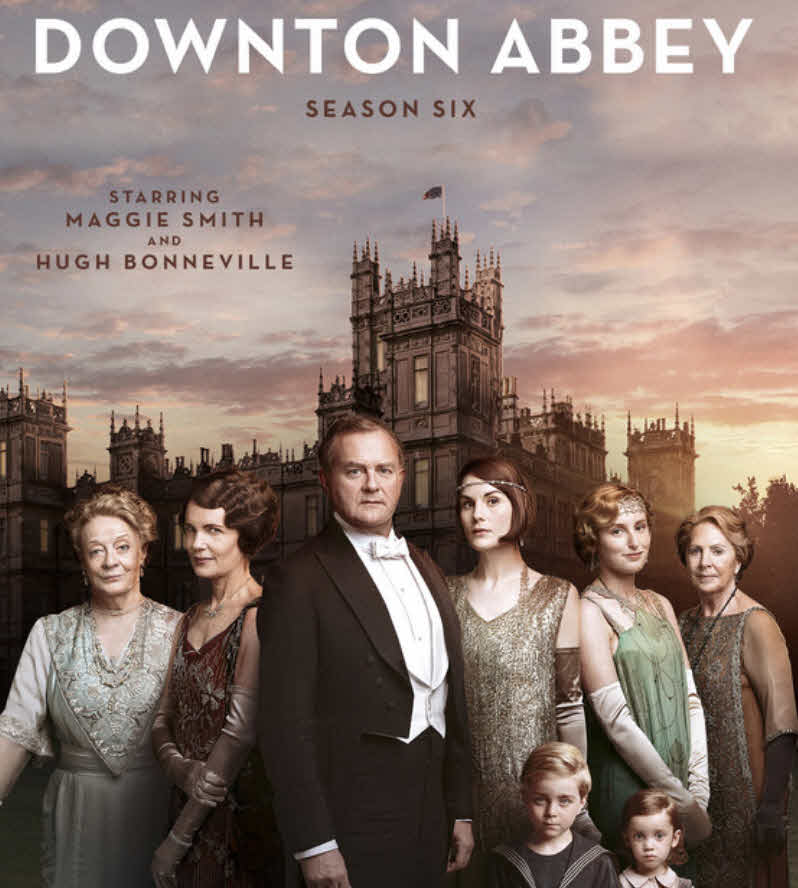 DOWNTON ABBEY
SEASON SIX
STARRING
MAGGIE SMITH
AND
HUGH BONNEVILLE